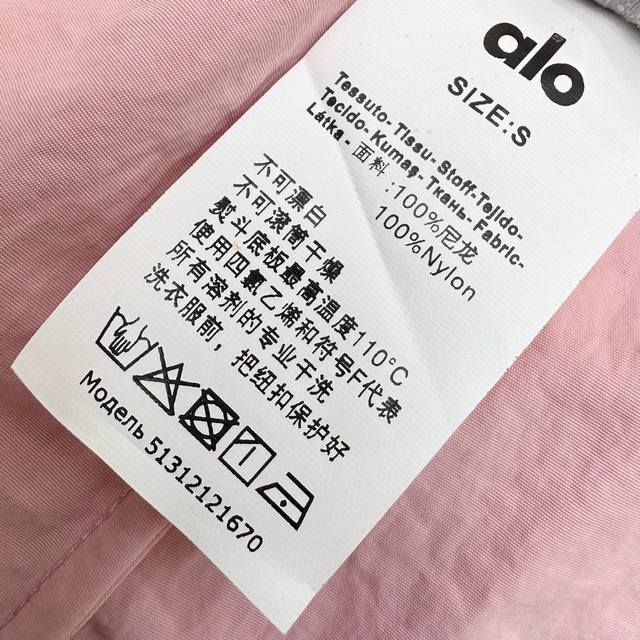 alo
SIZE:S
Tessuto- Tissu- Stoff-Tejido-
Tecido- Kumaş- Ткань- Fabric-
Látka - 面料 :100%尼龙
100%Nylon
不可漂白
不可滚筒干燥
熨斗底板最高温度110°C
使用四氯乙烯和符号F代表
所有溶剂的专业干洗
洗衣服前，把纽扣保护好
Модель 51312121670